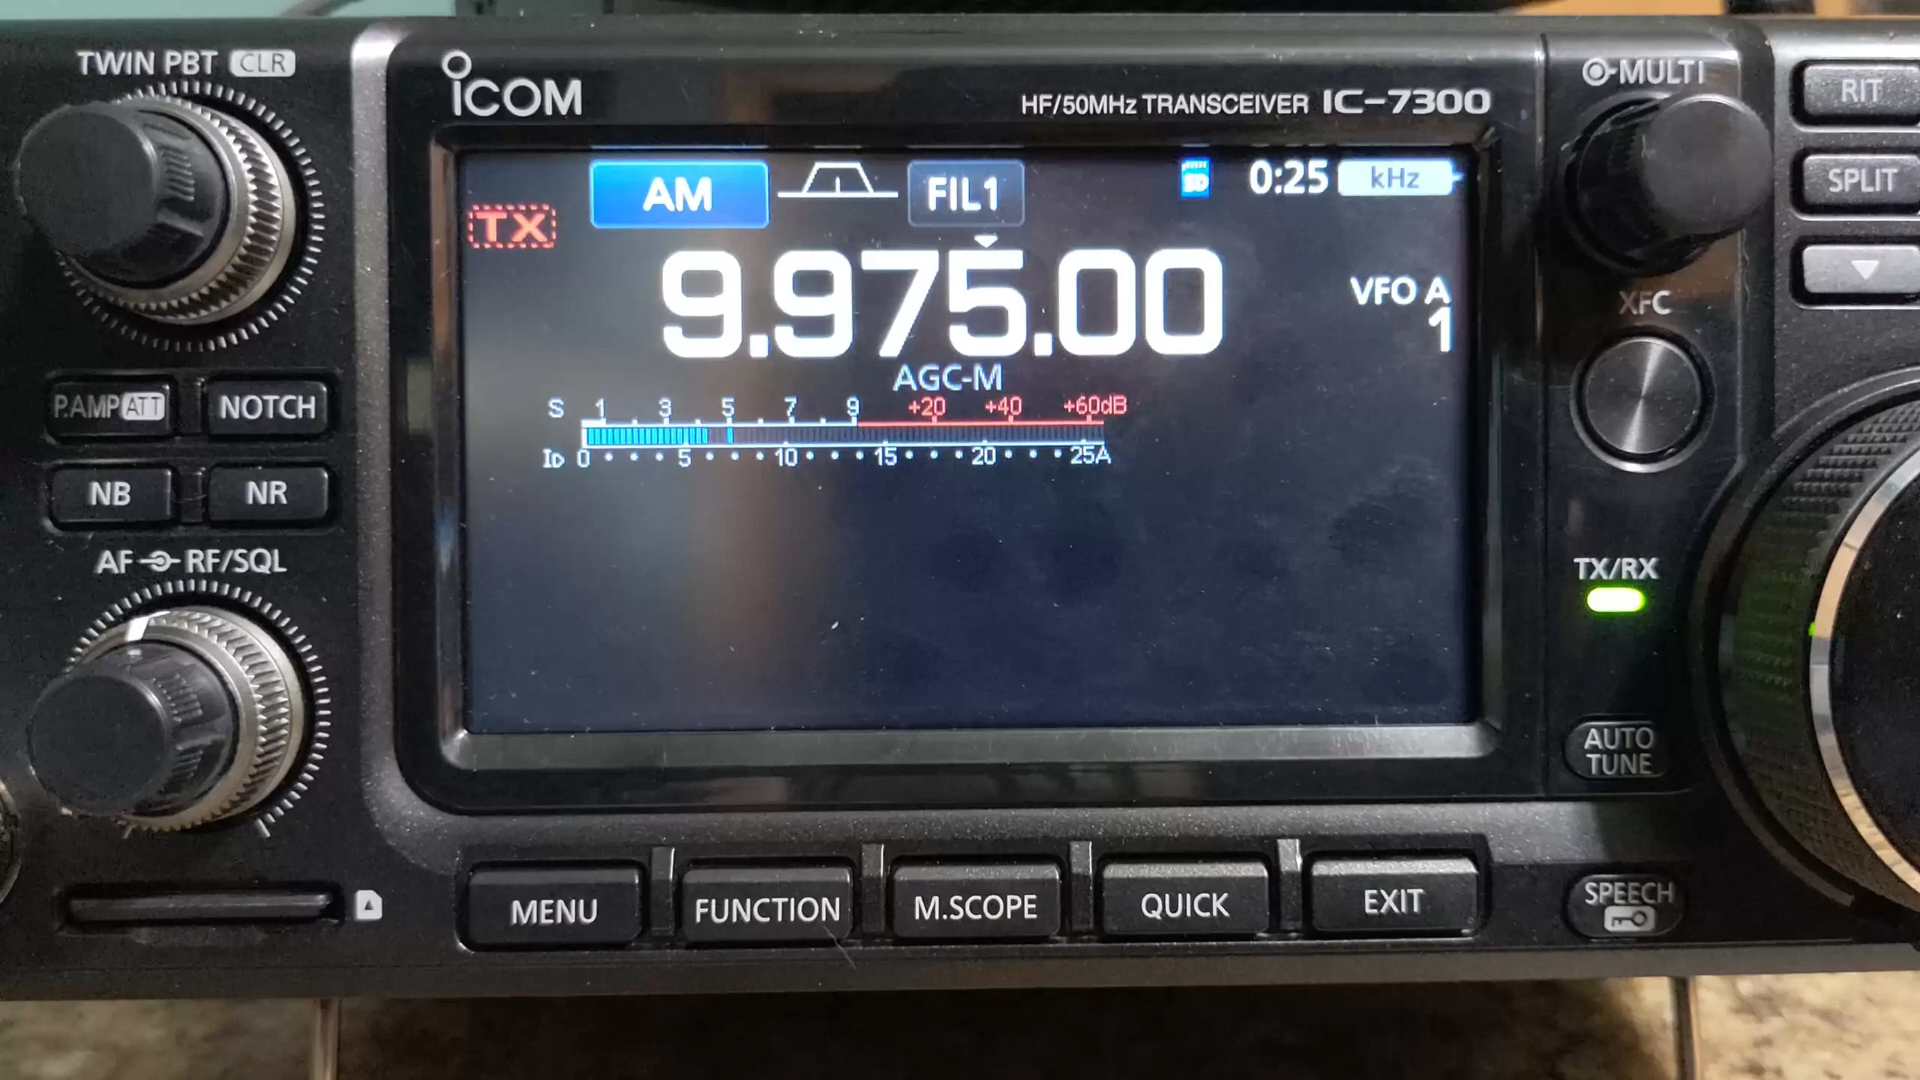 TWIN PBT CLR
ICOM
HF/50MHz TRANSCEIVER IC-7300
MULTI
RIT
SPLIT
TX
AM
FIL1
0:25 kHz
9.975.00
VFO A
1
AGC-M
S 1 3 5 7 9 +20 +40 +60dB
ID 0 5 10 15 20 25A
XFC
P.AMP ATT
NOTCH
NB
NR
AF RF/SQL
TX/RX
AUTO
TUNE
MENU
FUNCTION
M.SCOPE
QUICK
EXIT
SPEECH